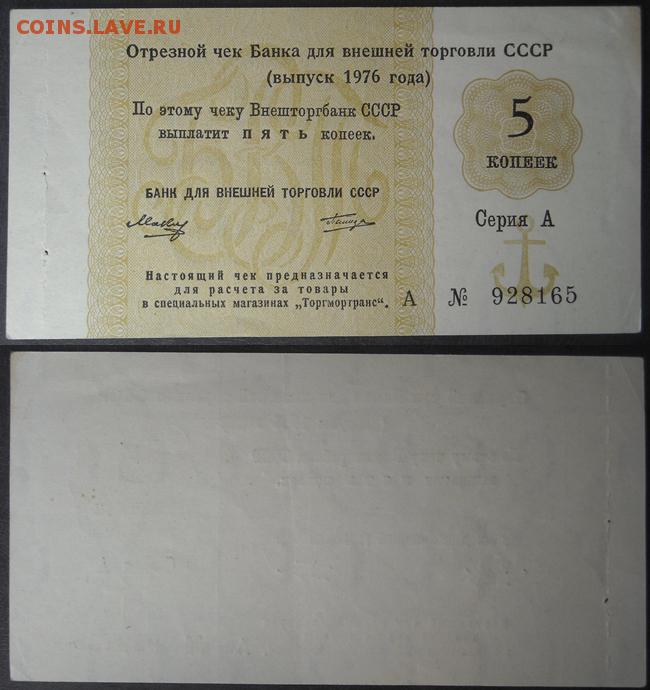 COINS.LAVE.RU
Отрезной чек Банка для внешней торговли СССР
(выпуск 1976 года)
По этому чеку Внешторгбанк СССР
выплатит пять копеек.
5
КОПЕЕК
БАНК ДЛЯ ВНЕШНЕЙ ТОРГОВЛИ СССР
Серия А
Настоящий чек предназначается
для расчета за товары
в специальных магазинах „Торгмортранс“.
А № 928165